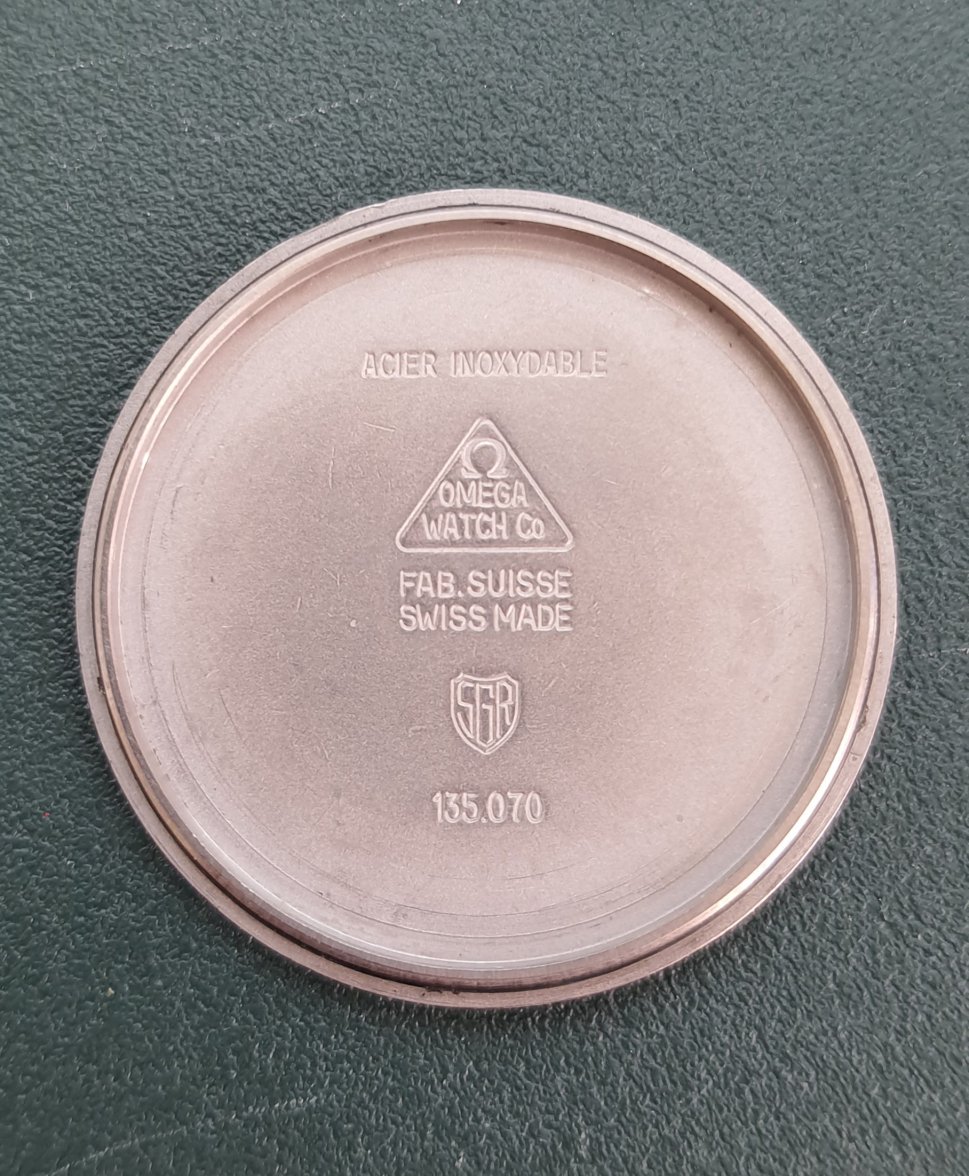 ACIER INOXYDABLE
Ω
OMEGA
WATCH Co
FAB. SUISSE
SWISS MADE
SGR
135.070